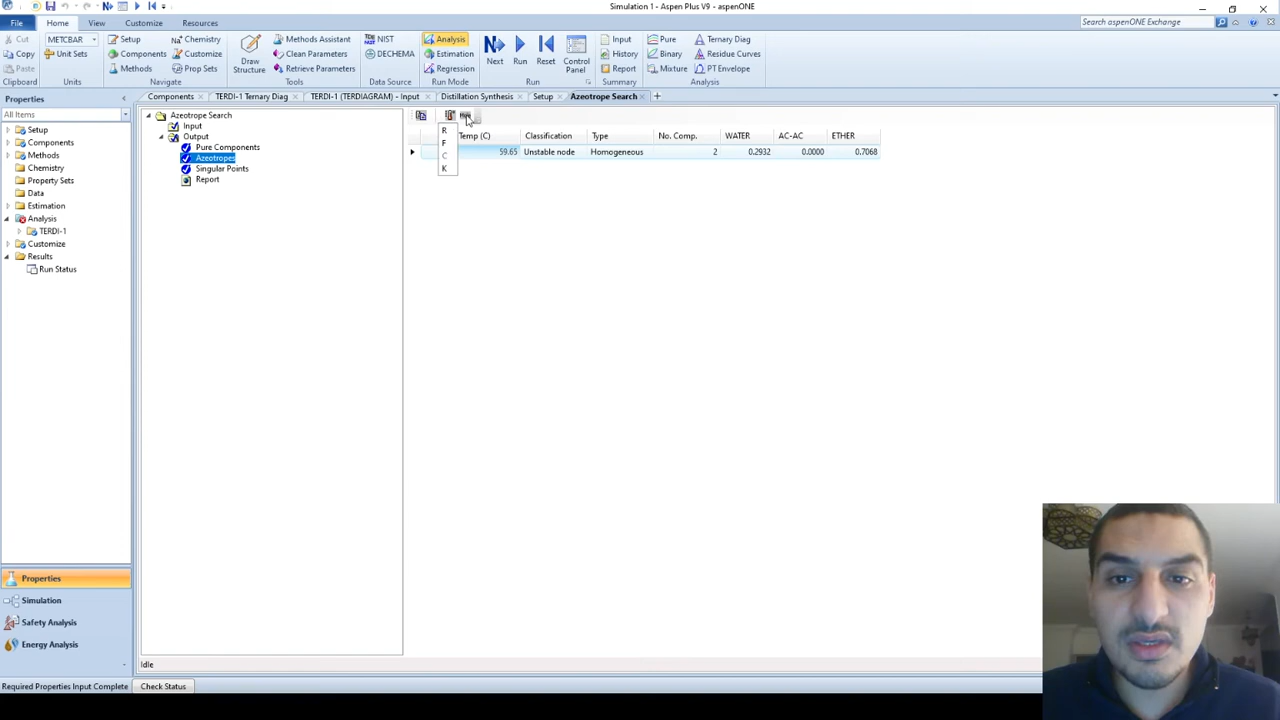 Simulation 1 - Aspen Plus V9 - aspenONE
File Home View Customize Resources
Search aspenONE Exchange
Cut
Copy
Paste
Clipboard
METCBAR
Unit Sets
Units
Setup
Components
Methods
Chemistry
Customize
Prop Sets
Navigate
Draw
Structure
Methods Assistant
Clean Parameters
Retrieve Parameters
Tools
NIST
DECHEMA
Data Source
Analysis
Estimation
Regression
Run Mode
Next
Run
Reset
Control
Panel
Run
Input
History
Report
Summary
Pure
Binary
Mixture
Ternary Diag
Residue Curves
PT Envelope
Analysis
Properties
All Items
Setup
Components
Methods
Chemistry
Property Sets
Data
Estimation
Analysis
TERDI-1
Customize
Results
Run Status
Properties
Simulation
Safety Analysis
Energy Analysis
Components TERDI-1 Ternary Diag TERDI-1 (TERDIAGRAM) - Input Distillation Synthesis Setup Azeotrope Search
Azeotrope Search
Input
Output
Pure Components
Azeotropes
Singular Points
Report
R
F
C
K
Temp (C) Classification Type No. Comp. WATER AC-AC ETHER
59.65 Unstable node Homogeneous 2 0.2932 0.0000 0.7068
Idle
Required Properties Input Complete Check Status